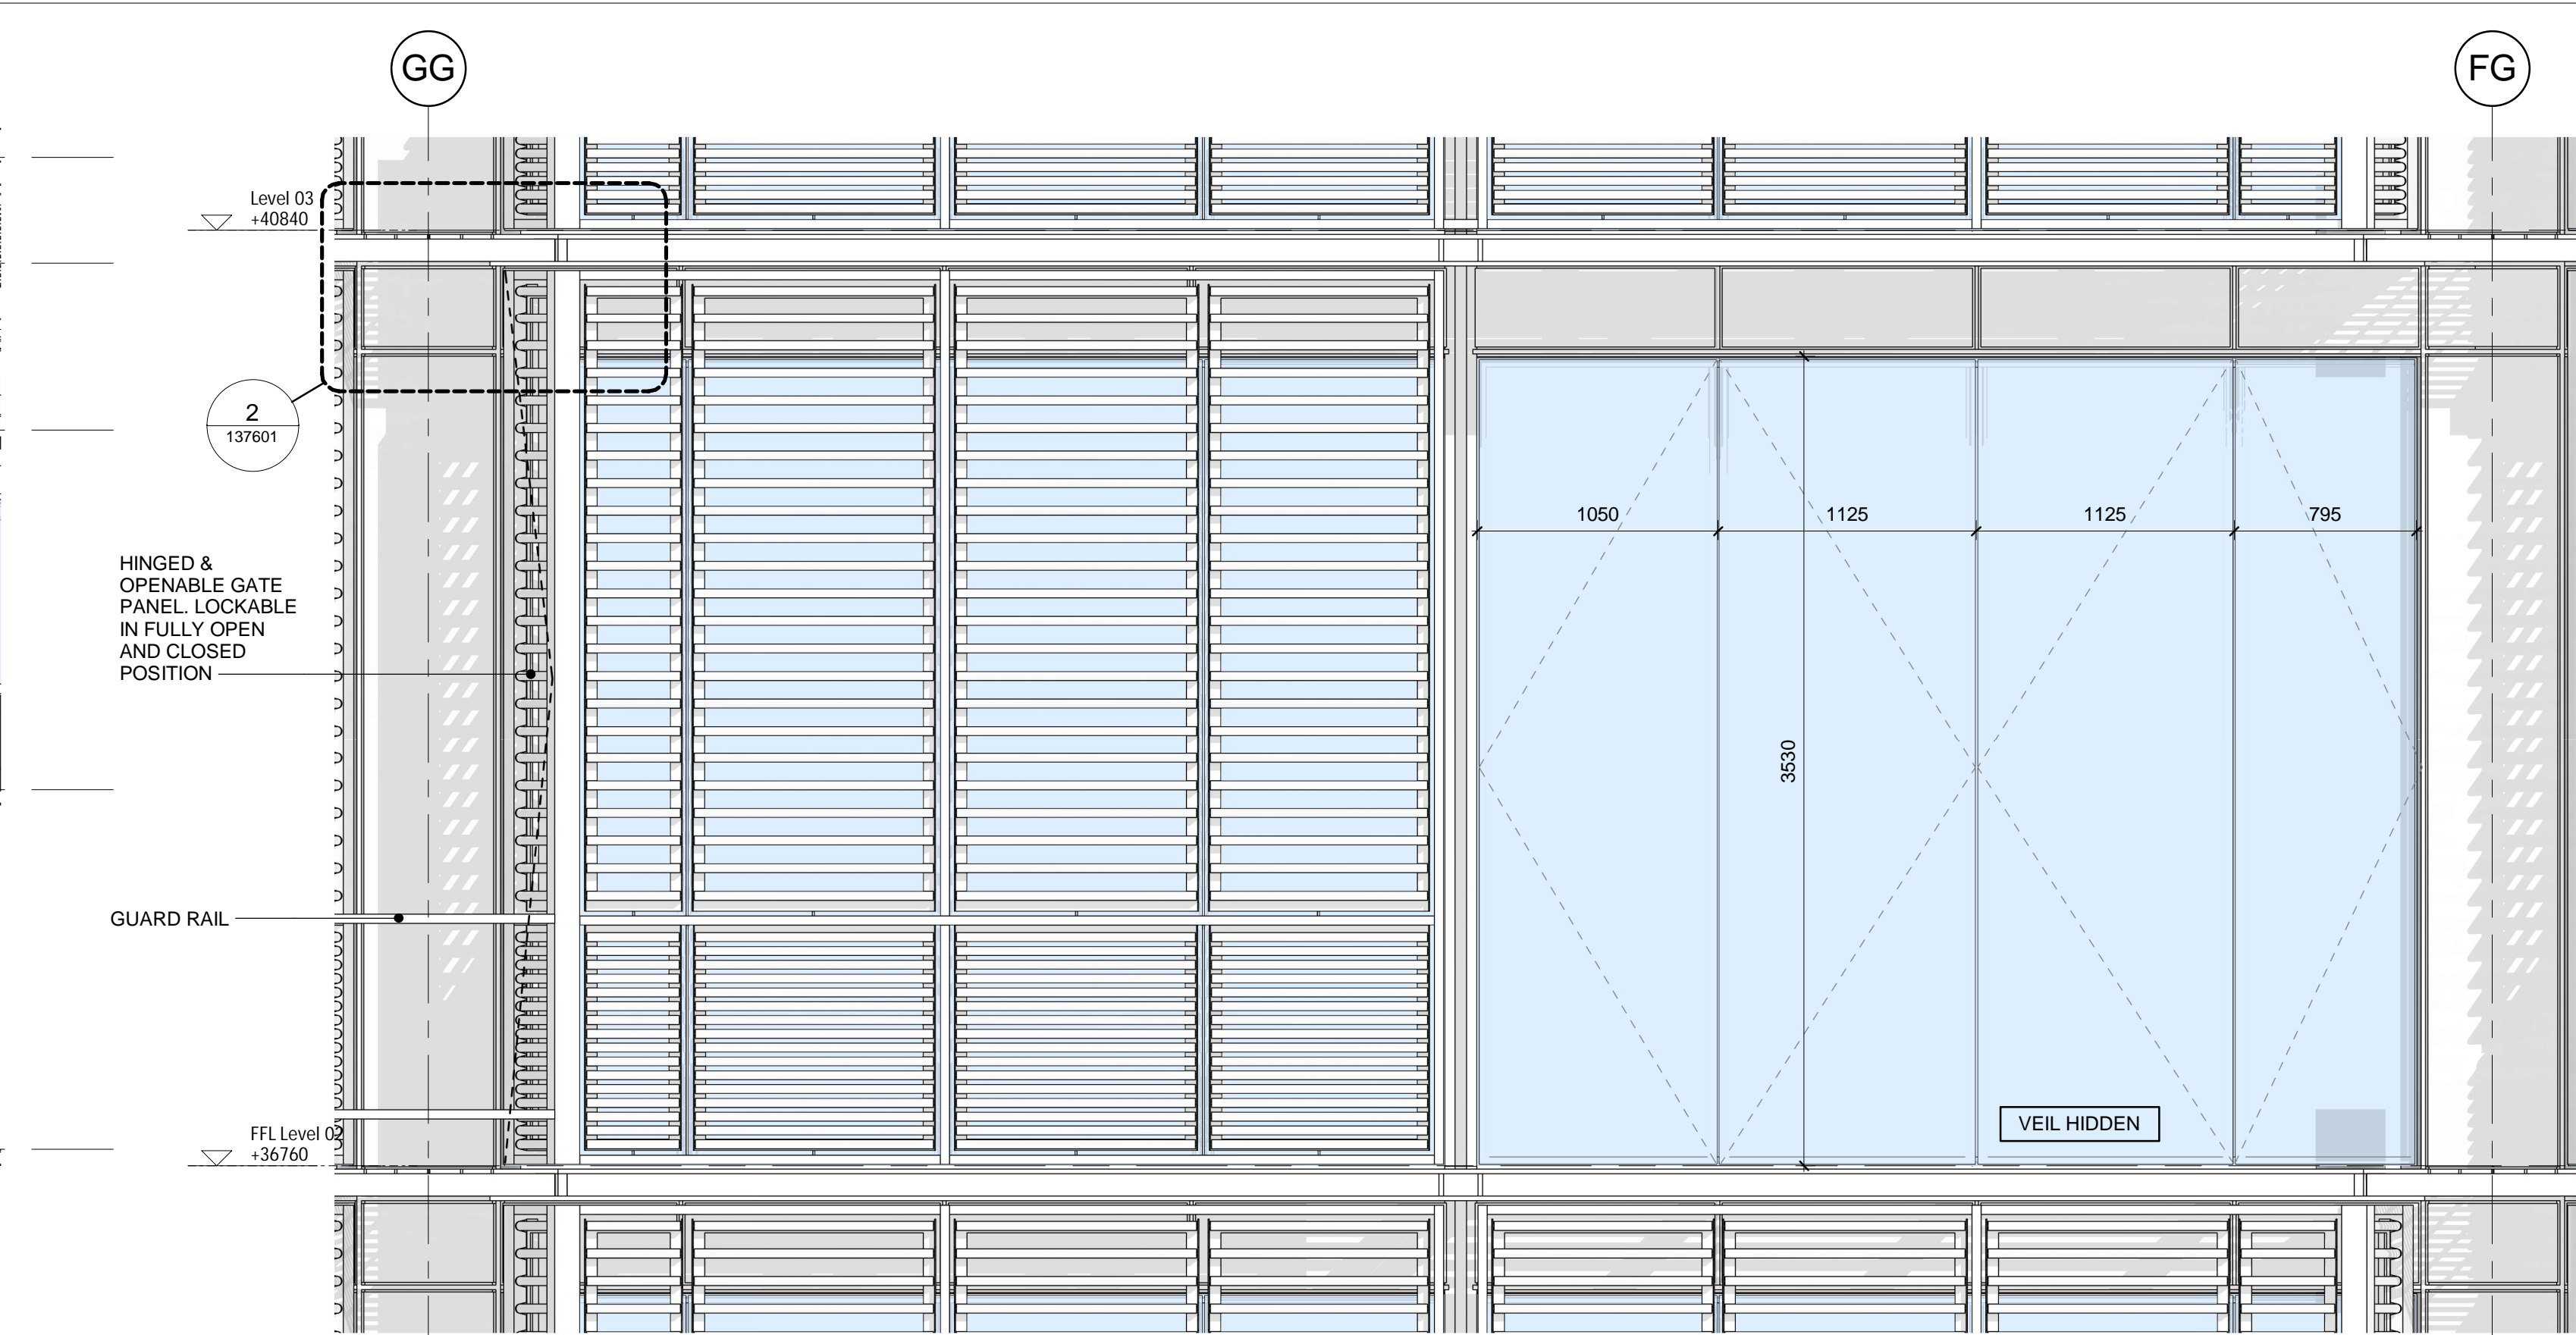 GG
FG
Level 03
+40840
2
137601
1050
1125
1125
795
HINGED &
OPENABLE GATE
PANEL. LOCKABLE
IN FULLY OPEN
AND CLOSED
POSITION
3530
GUARD RAIL
VEIL HIDDEN
FFL Level 02
+36760